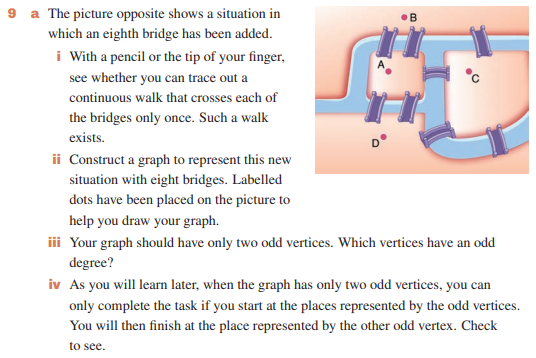 9 a The picture opposite shows a situation in
which an eighth bridge has been added.
i With a pencil or the tip of your finger,
see whether you can trace out a
continuous walk that crosses each of
the bridges only once. Such a walk
exists.
ii Construct a graph to represent this new
situation with eight bridges. Labelled
dots have been placed on the picture to
help you draw your graph.
B
A
C
D
iii Your graph should have only two odd vertices. Which vertices have an odd
degree?
iv As you will learn later, when the graph has only two odd vertices, you can
only complete the task if you start at the places represented by the odd vertices.
You will then finish at the place represented by the other odd vertex. Check
to see.